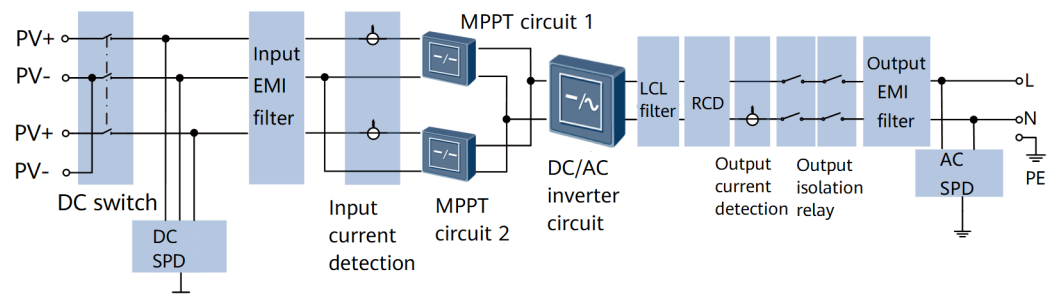 PV+
PV-
PV+
PV-
DC switch
DC
SPD
Input
EMI
filter
Input
current
detection
MPPT circuit 1
MPPT
circuit 2
DC/AC
inverter
circuit
LCL
filter
RCD
Output
current
detection
Output
isolation
relay
Output
EMI
filter
AC
SPD
L
N
PE